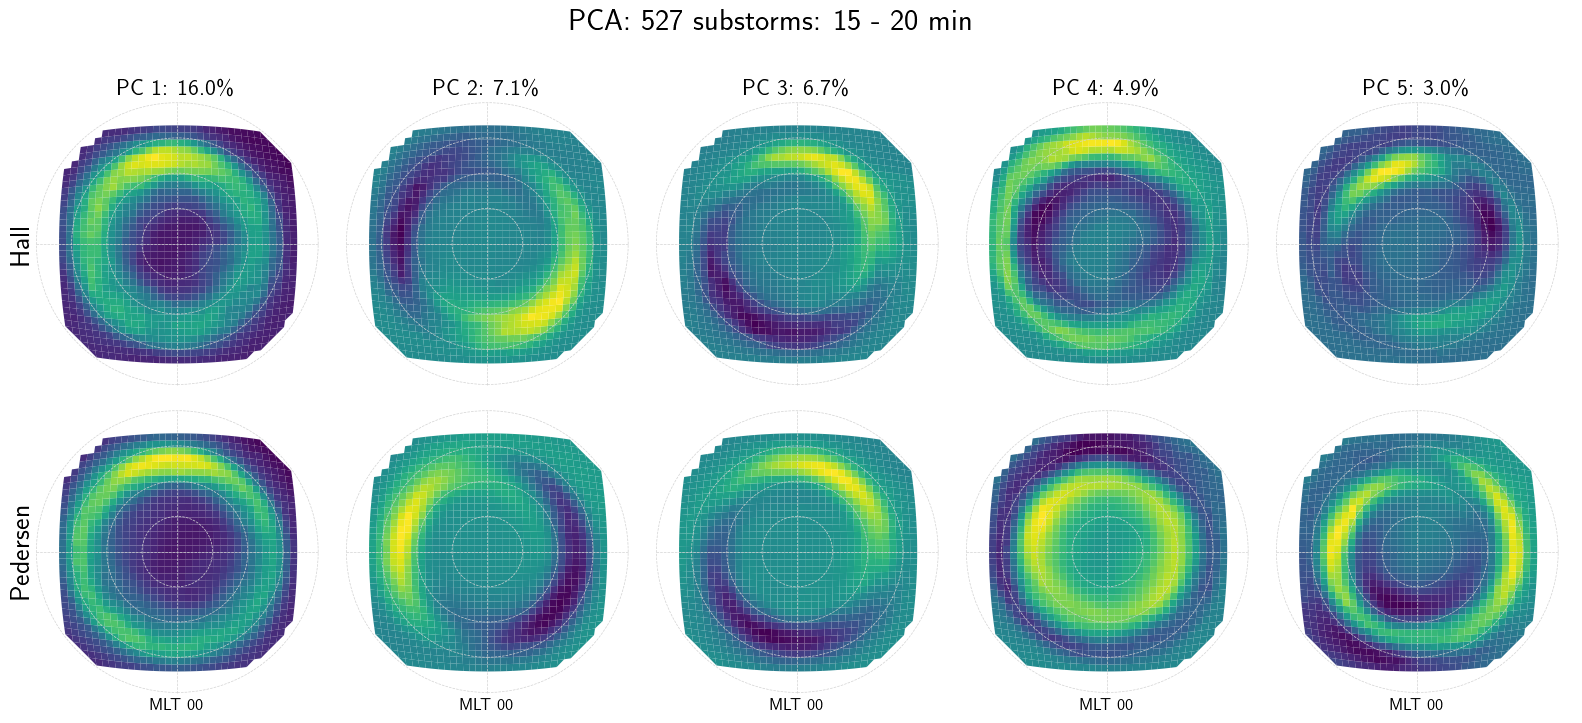 PCA: 527 substorms: 15 - 20 min
PC 1: 16.0%
PC 2: 7.1%
PC 3: 6.7%
PC 4: 4.9%
PC 5: 3.0%
Hall
Pedersen
MLT 00
MLT 00
MLT 00
MLT 00
MLT 00